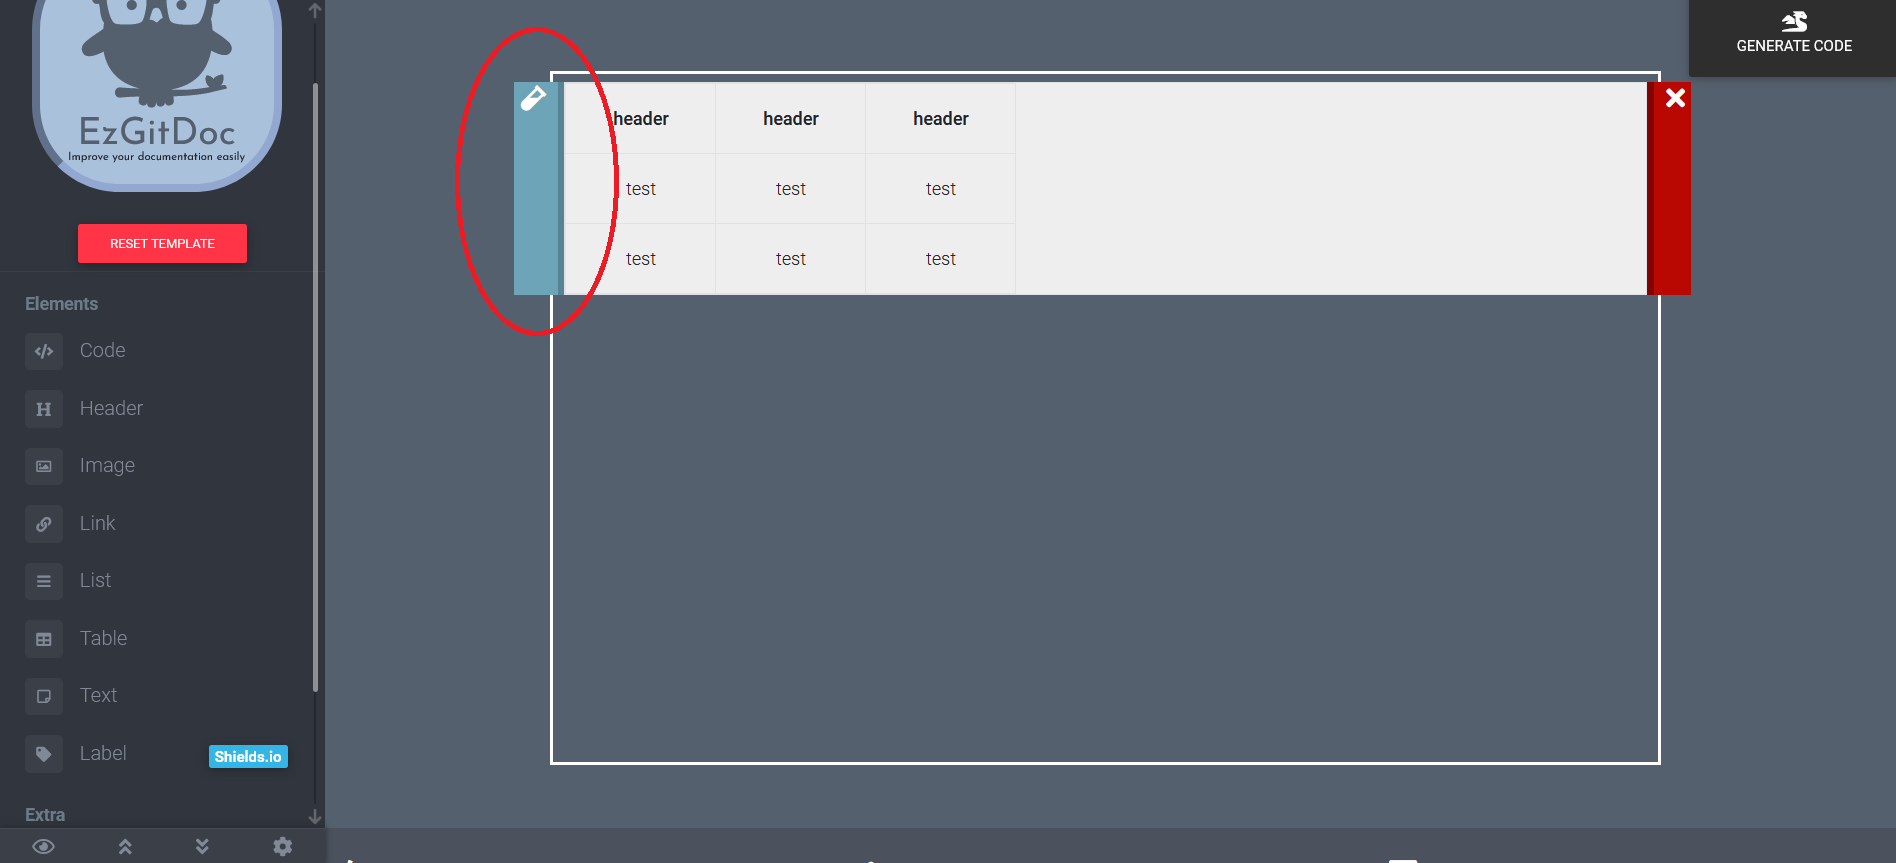 EzGitDoc
Improve your documentation easily
RESET TEMPLATE
Elements
Code
Header
Image
Link
List
Table
Text
Label
Shields.io
Extra
GENERATE CODE
header header header
test test test
test test test